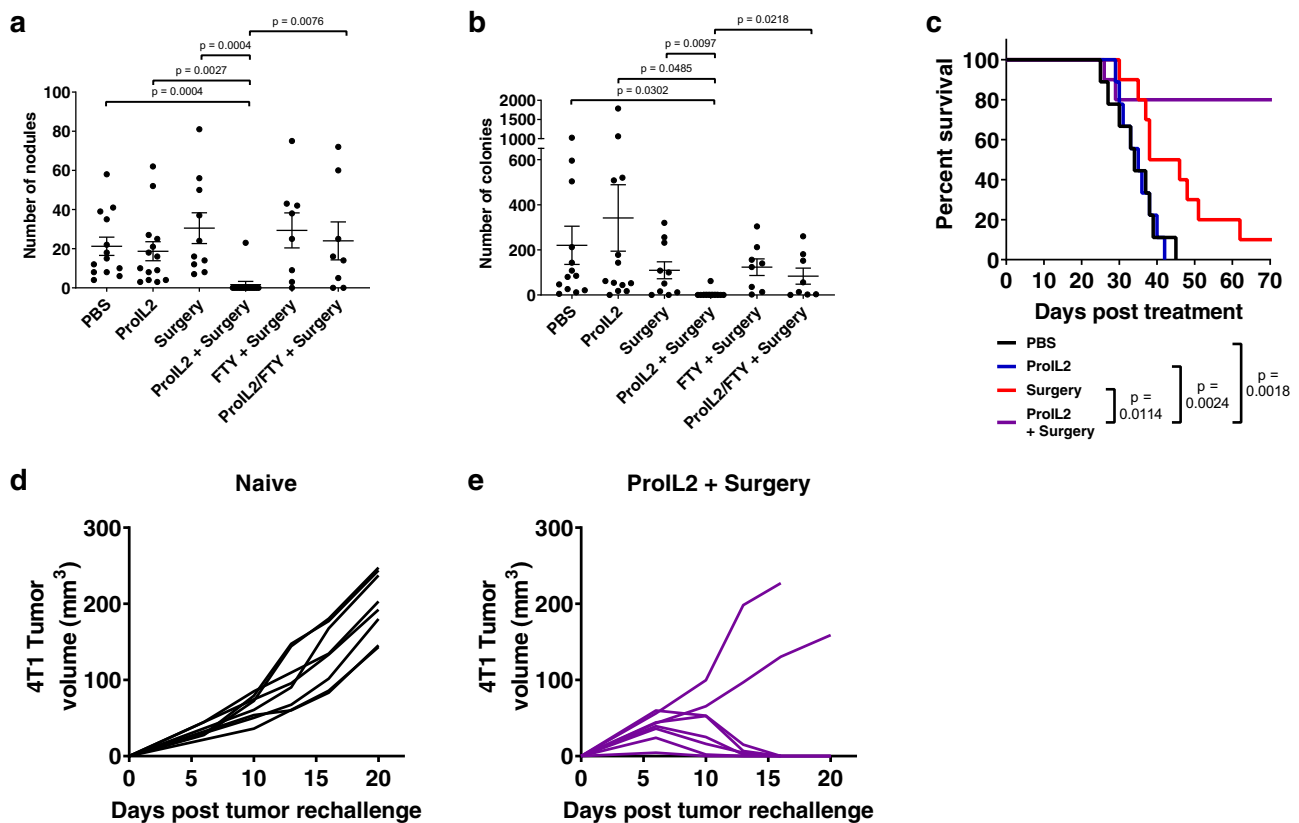 a
p = 0.0076
p = 0.0004
p = 0.0027
p = 0.0004
Number of nodules
100
80
60
40
20
0
PBS
ProIL2
Surgery
ProIL2 + Surgery
FTY + Surgery
ProIL2/FTY + Surgery
b
p = 0.0218
p = 0.0097
p = 0.0485
p = 0.0302
Number of colonies
2000
1500
1000
600
400
200
0
PBS
ProIL2
Surgery
ProIL2 + Surgery
FTY + Surgery
ProIL2/FTY + Surgery
c
Percent survival
100
80
60
40
20
0
0 10 20 30 40 50 60 70
Days post treatment
PBS
ProIL2
Surgery
ProIL2
+ Surgery
p =
0.0114
p =
0.0024
p =
0.0018
d
Naive
4T1 Tumor
volume (mm³)
300
200
100
0
0 5 10 15 20
Days post tumor rechallenge
e
ProIL2 + Surgery
4T1 Tumor
volume (mm³)
300
200
100
0
0 5 10 15 20
Days post tumor rechallenge